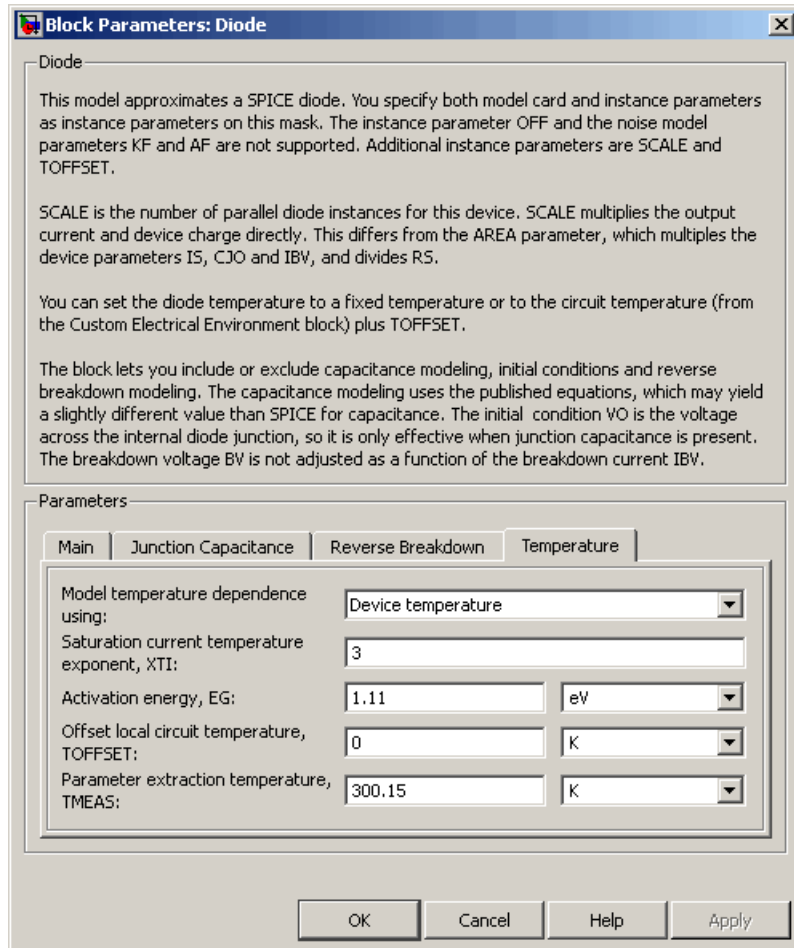 Block Parameters: Diode
Diode
This model approximates a SPICE diode. You specify both model card and instance parameters
as instance parameters on this mask. The instance parameter OFF and the noise model
parameters KF and AF are not supported. Additional instance parameters are SCALE and
TOFFSET.
SCALE is the number of parallel diode instances for this device. SCALE multiplies the output
current and device charge directly. This differs from the AREA parameter, which multiples the
device parameters IS, CJO and IBV, and divides RS.
You can set the diode temperature to a fixed temperature or to the circuit temperature (from
the Custom Electrical Environment block) plus TOFFSET.
The block lets you include or exclude capacitance modeling, initial conditions and reverse
breakdown modeling. The capacitance modeling uses the published equations, which may yield
a slightly different value than SPICE for capacitance. The initial  condition VO is the voltage
across the internal diode junction, so it is only effective when junction capacitance is present.
The breakdown voltage BV is not adjusted as a function of the breakdown current IBV.
Parameters
Main Junction Capacitance Reverse Breakdown Temperature
Model temperature dependence
using:
Device temperature
Saturation current temperature
exponent, XTI:
3
Activation energy, EG: 1.11 eV
Offset local circuit temperature,
TOFFSET:
0 K
Parameter extraction temperature,
TMEAS:
300.15 K
OK Cancel Help Apply